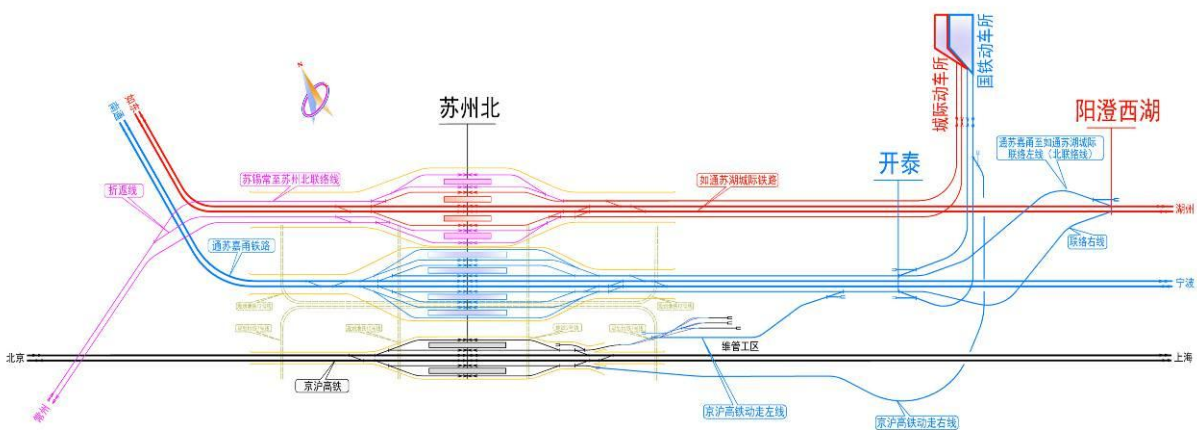 N
国铁动车所
城际动车所
苏州北
阳澄西湖
开泰
通苏嘉甬至如通苏湖城际
联络左线（北联络线）
苏锡常至苏州北联络线
折返线
如通苏湖城际铁路
湖州
联络右线
通苏嘉甬铁路
宁波
维管工区
北京
上海
京沪高铁
常州
京沪高铁动走左线
京沪高铁动走右线